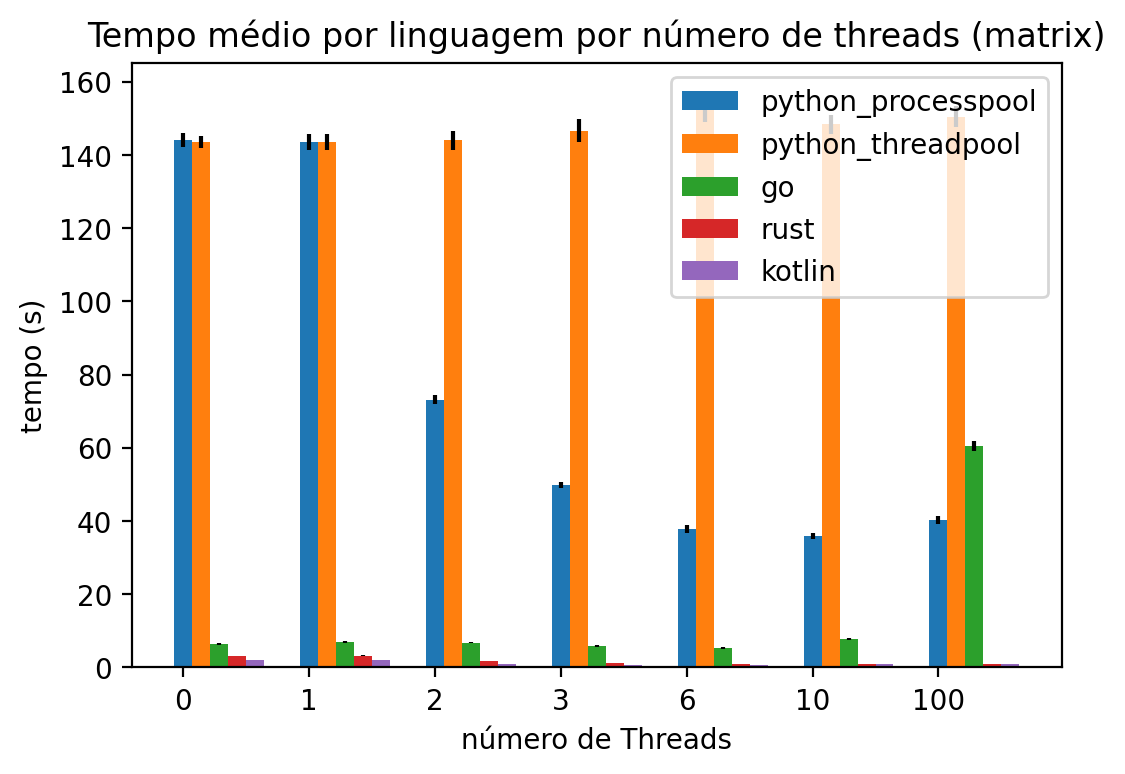 Tempo médio por linguagem por número de threads (matrix)
160
140
120
100
80
60
40
20
0
tempo (s)
python_processpool
python_threadpool
go
rust
kotlin
0 1 2 3 6 10 100
número de Threads